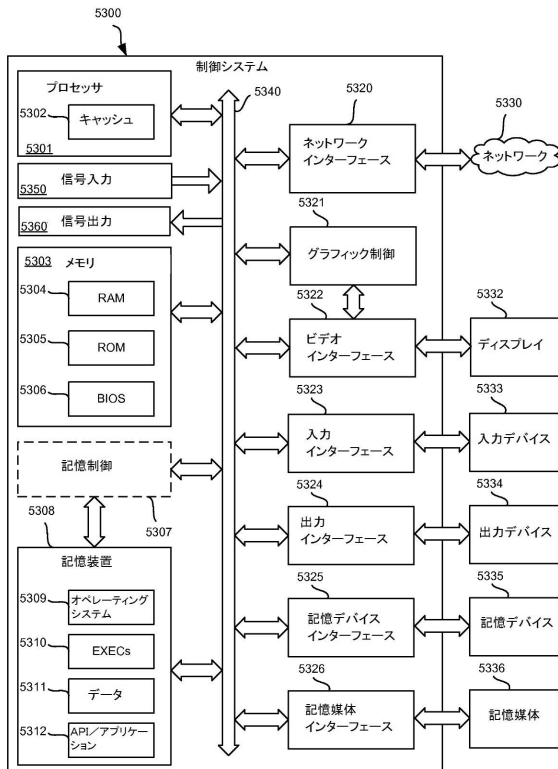 5300
制御システム
プロセッサ
5302
キャッシュ
5301
5350
信号入力
5360
信号出力
5303
メモリ
5304
RAM
5305
ROM
5306
BIOS
記憶制御
5308
5307
記憶装置
5309
オペレーティング
システム
5310
EXECs
5311
データ
5312
API/アプリケー
ション
5340
5320
ネットワーク
インターフェース
5330
ネットワーク
5321
グラフィック制御
5322
ビデオ
インターフェース
5332
ディスプレイ
5323
入力
インターフェース
5333
入力デバイス
5324
出力
インターフェース
5334
出力デバイス
5325
記憶デバイス
インターフェース
5335
記憶デバイス
5326
記憶媒体
インターフェース
5336
記憶媒体